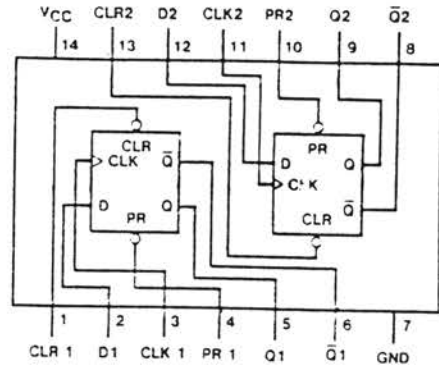 VCC CLR2 D2 CLK2 PR2 Q2 Q̅2
14 13 12 11 10 9 8
CLR
CLK Q̅
D Q
PR
PR
D Q
CLK
Q̅
CLR
1 2 3 4 5 6 7
CLR 1 D1 CLK 1 PR 1 Q1 Q̅1 GND